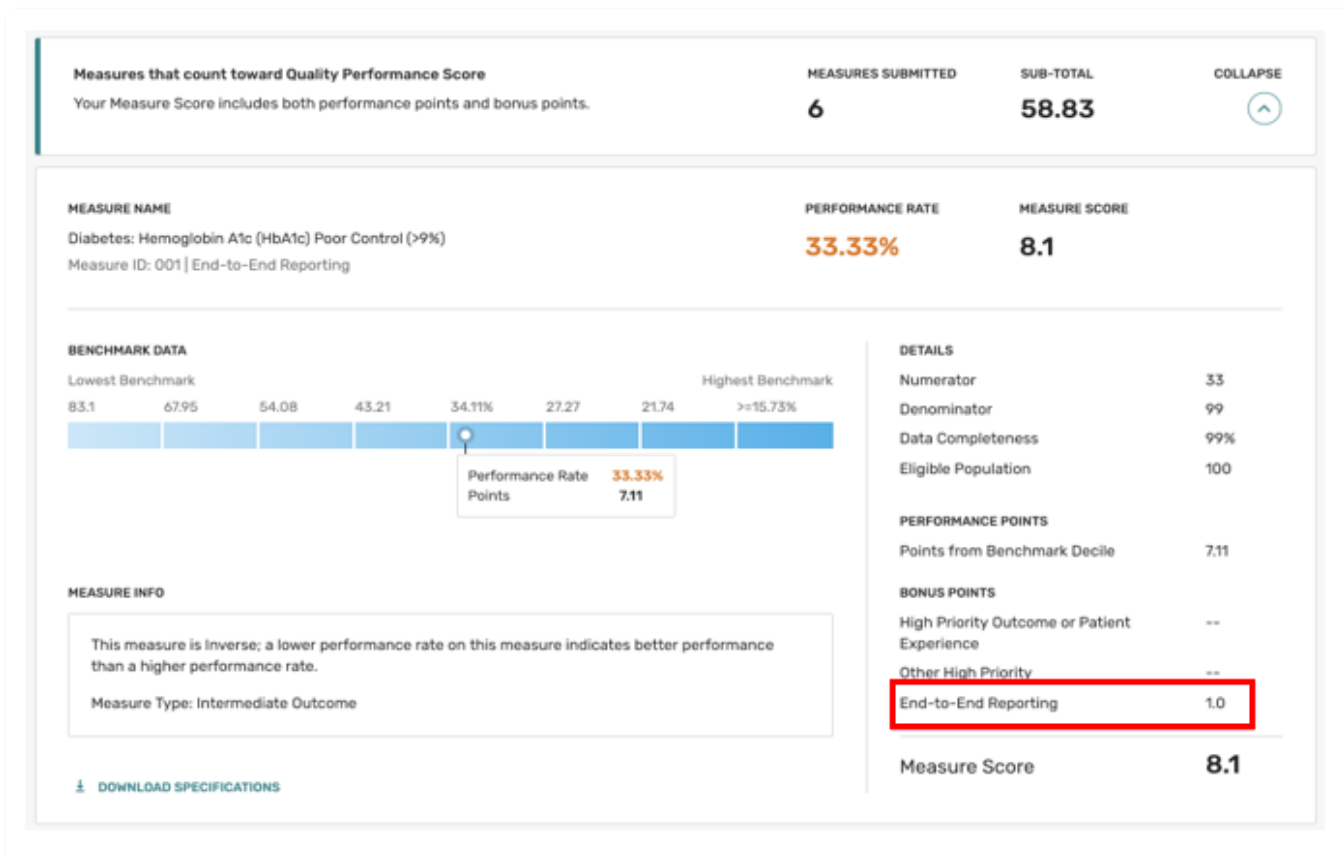 Measures that count toward Quality Performance Score
Your Measure Score includes both performance points and bonus points.
MEASURES SUBMITTED
6
SUB-TOTAL
58.83
COLLAPSE
MEASURE NAME
Diabetes: Hemoglobin A1c (HbA1c) Poor Control (>9%)
Measure ID: 001 | End-to-End Reporting
PERFORMANCE RATE
33.33%
MEASURE SCORE
8.1
BENCHMARK DATA
Lowest Benchmark Highest Benchmark
83.1 67.95 54.08 43.21 34.11% 27.27 21.74 >=15.73%
Performance Rate 33.33%
Points 7.11
MEASURE INFO
This measure is Inverse; a lower performance rate on this measure indicates better performance
than a higher performance rate.
Measure Type: Intermediate Outcome
DOWNLOAD SPECIFICATIONS
DETAILS
Numerator 33
Denominator 99
Data Completeness 99%
Eligible Population 100
PERFORMANCE POINTS
Points from Benchmark Decile 7.11
BONUS POINTS
High Priority Outcome or Patient --
Experience
Other High Priority --
End-to-End Reporting 1.0
Measure Score 8.1